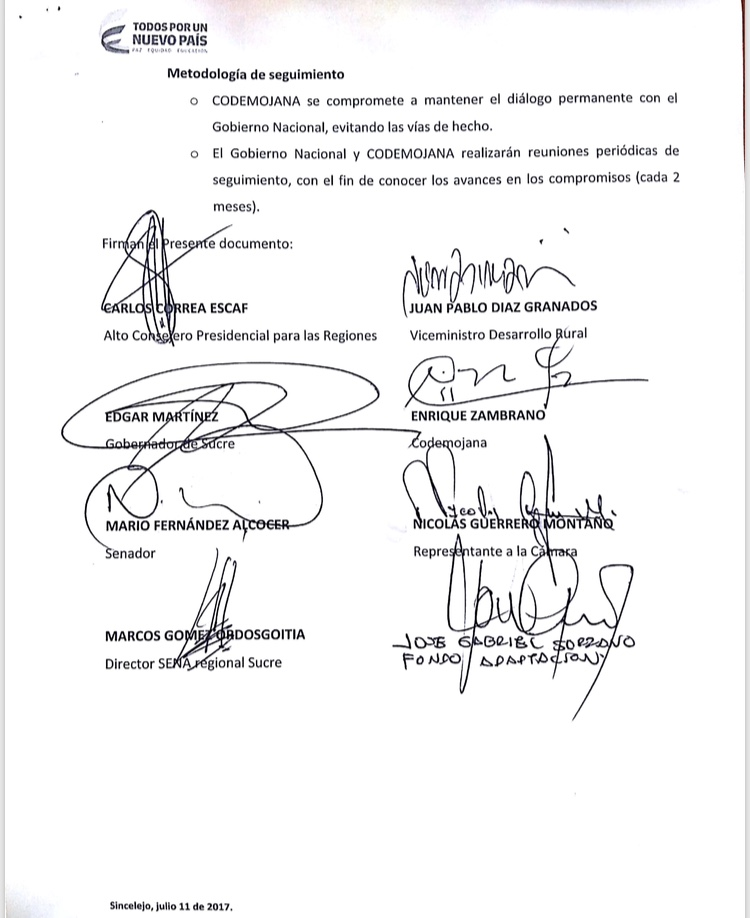 TODOS POR UN
NUEVO PAÍS
PAZ EQUIDAD EDUCACIÓN
Metodología de seguimiento
o CODEMOJANA se compromete a mantener el diálogo permanente con el
Gobierno Nacional, evitando las vías de hecho.
o El Gobierno Nacional y CODEMOJANA realizarán reuniones periódicas de
seguimiento, con el fin de conocer los avances en los compromisos (cada 2
meses).
Firman el Presente documento:
CARLOS CORREA ESCAF
Alto Consejero Presidencial para las Regiones
JUAN PABLO DIAZ GRANADOS
Viceministro Desarrollo Rural
EDGAR MARTÍNEZ
Gobernador de Sucre
ENRIQUE ZAMBRANO
Codemojana
MARIO FERNÁNDEZ ALCOCER
Senador
NICOLÁS GUERRERO MONTAÑO
Representante a la Cámara
MARCOS GOMEZ ORDOSGOITIA
Director SENA regional Sucre
JOSE GABRIEL SORZANO
FONDO ADAPTACION
Sincelejo, julio 11 de 2017.